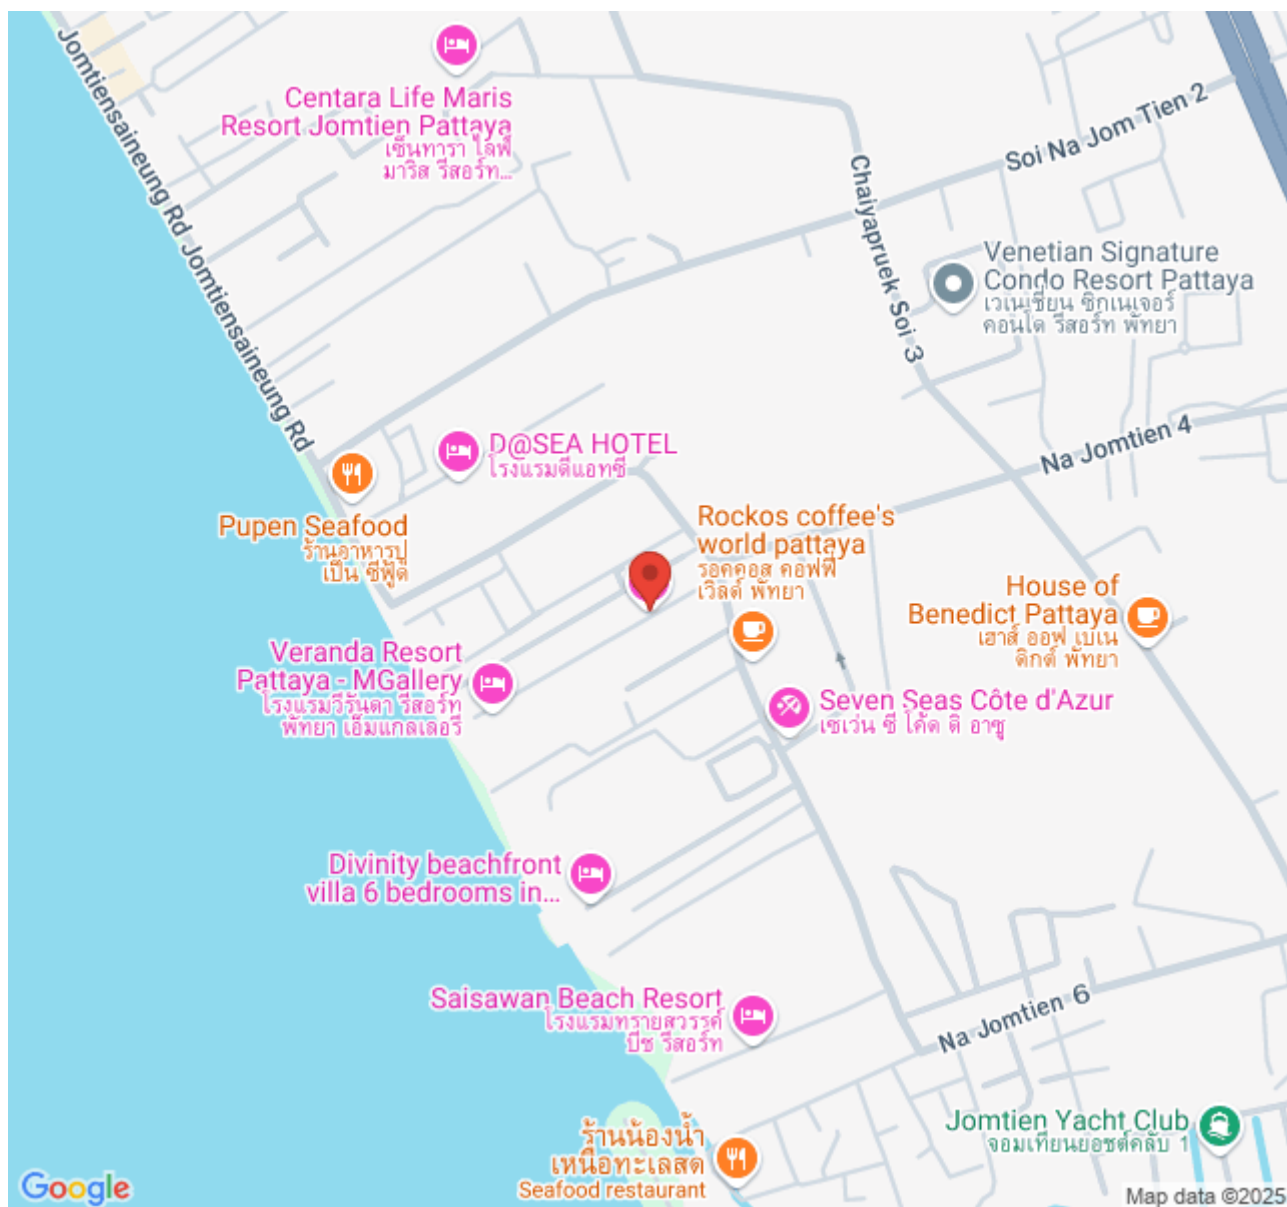 Jomtiensaineung Rd
Jomtiensaineung Rd
Centara Life Maris
Resort Jomtien Pattaya
เซ็นทารา ไลฟ์
มาริส รีสอร์ท...
Soi Na Jom Tien 2
Chaiyapruek Soi 3
Venetian Signature
Condo Resort Pattaya
เวเนเชี่ยน ซิกเนเจอร์
คอนโด รีสอร์ท พัทยา
Na Jomtien 4
D@SEA HOTEL
โรงแรมดีแอทซี
Pupen Seafood
ร้านอาหารปู
เป็น ซีฟู้ด
Rockos coffee's
world pattaya
รอคคอส คอฟฟี่
เวิลด์ พัทยา
House of
Benedict Pattaya
เฮาส์ ออฟ เบเน
ดิกต์ พัทยา
Veranda Resort
Pattaya - MGallery
โรงแรมวีรันดา รีสอร์ท
พัทยา เอ็มแกลเลอรี
Seven Seas Côte d'Azur
เซเว่น ซี โค้ด ดิ อาซู
Divinity beachfront
villa 6 bedrooms in...
Saisawan Beach Resort
โรงแรมทรายสวรรค์
บีช รีสอร์ท
Na Jomtien 6
Jomtien Yacht Club
จอมเทียนยอชต์คลับ 1
ร้านน้องน้ำ
เหนือทะเลสด
Seafood restaurant
Google
Map data ©2025